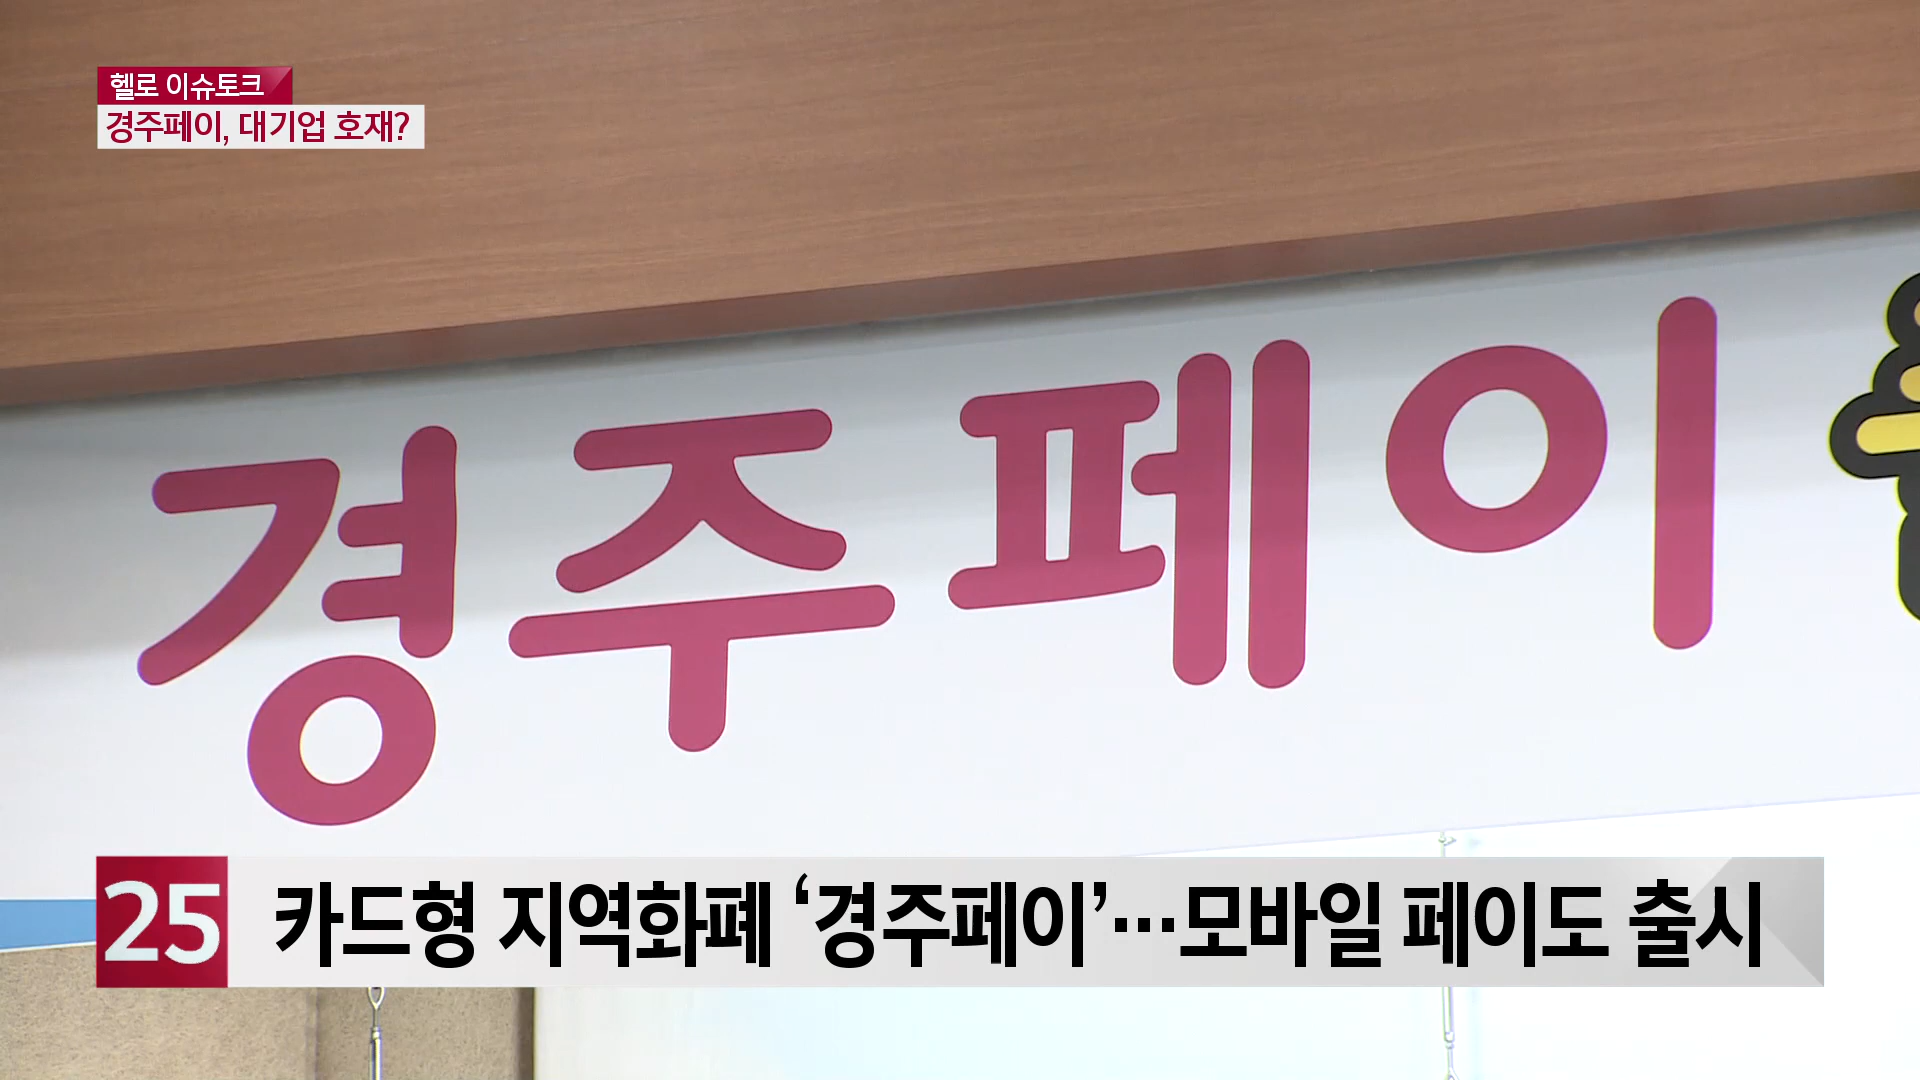 헬로 이슈토크
경주페이, 대기업 호재?
경주페이
25 카드형 지역화폐 ‘경주페이’…모바일 페이도 출시